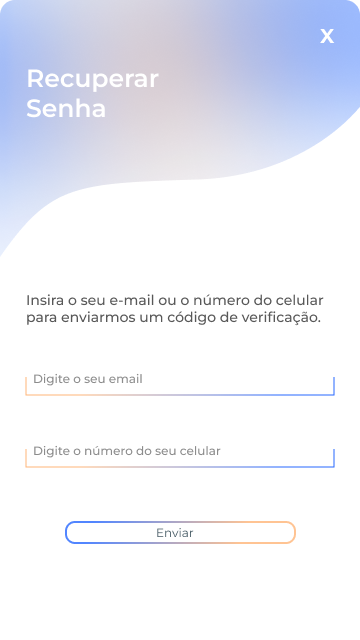 X
Recuperar
Senha
Insira o seu e-mail ou o número do celular
para enviarmos um código de verificação.
Digite o seu email
Digite o número do seu celular
Enviar